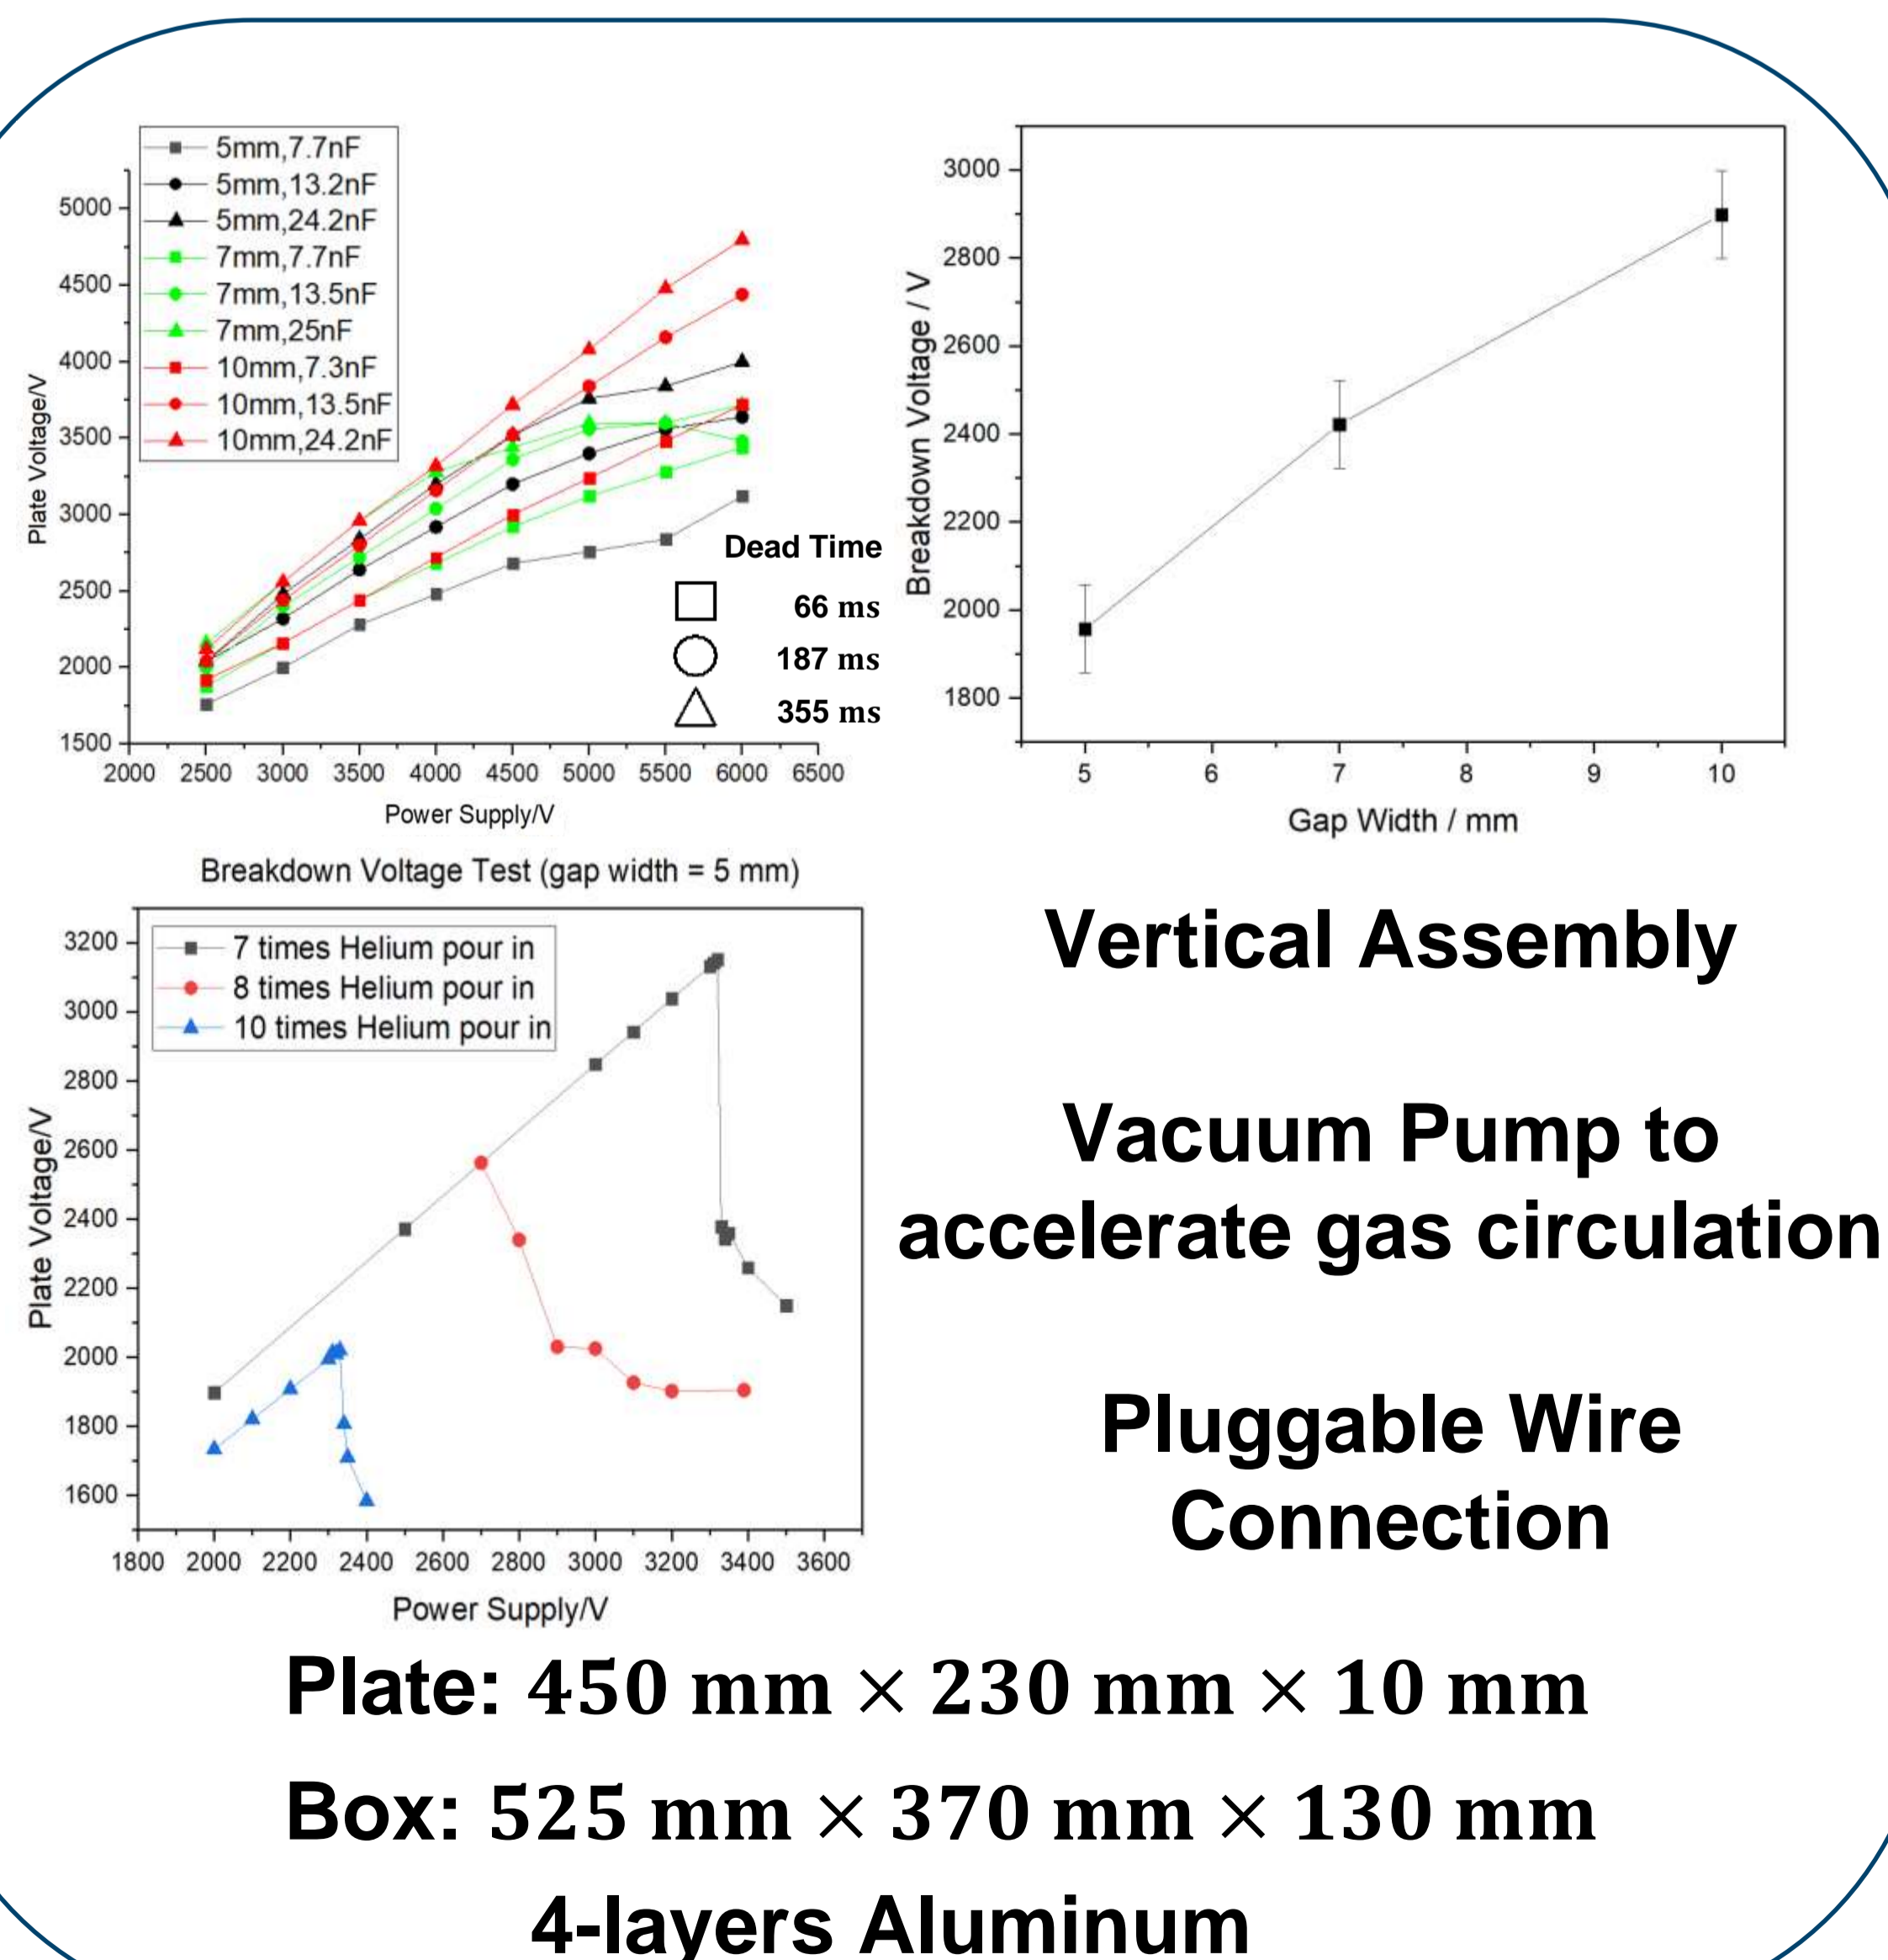 5mm,7.7nF
5mm,13.2nF
5mm,24.2nF
7mm,7.7nF
7mm,13.5nF
7mm,25nF
10mm,7.3nF
10mm,13.5nF
10mm,24.2nF
5000
4500
4000
3500
3000
2500
2000
1500
Plate Voltage/V
Dead Time
66 ms
187 ms
355 ms
2000 2500 3000 3500 4000 4500 5000 5500 6000 6500
Power Supply/V
3000
2800
2600
2400
2200
2000
1800
Breakdown Voltage / V
5 6 7 8 9 10
Gap Width / mm
Breakdown Voltage Test (gap width = 5 mm)
7 times Helium pour in
8 times Helium pour in
10 times Helium pour in
3200
3000
2800
2600
2400
2200
2000
1800
1600
Plate Voltage/V
1800 2000 2200 2400 2600 2800 3000 3200 3400 3600
Power Supply/V
Vertical Assembly
Vacuum Pump to
accelerate gas circulation
Pluggable Wire
Connection
Plate: 450 mm × 230 mm × 10 mm
Box: 525 mm × 370 mm × 130 mm
4-layers Aluminum